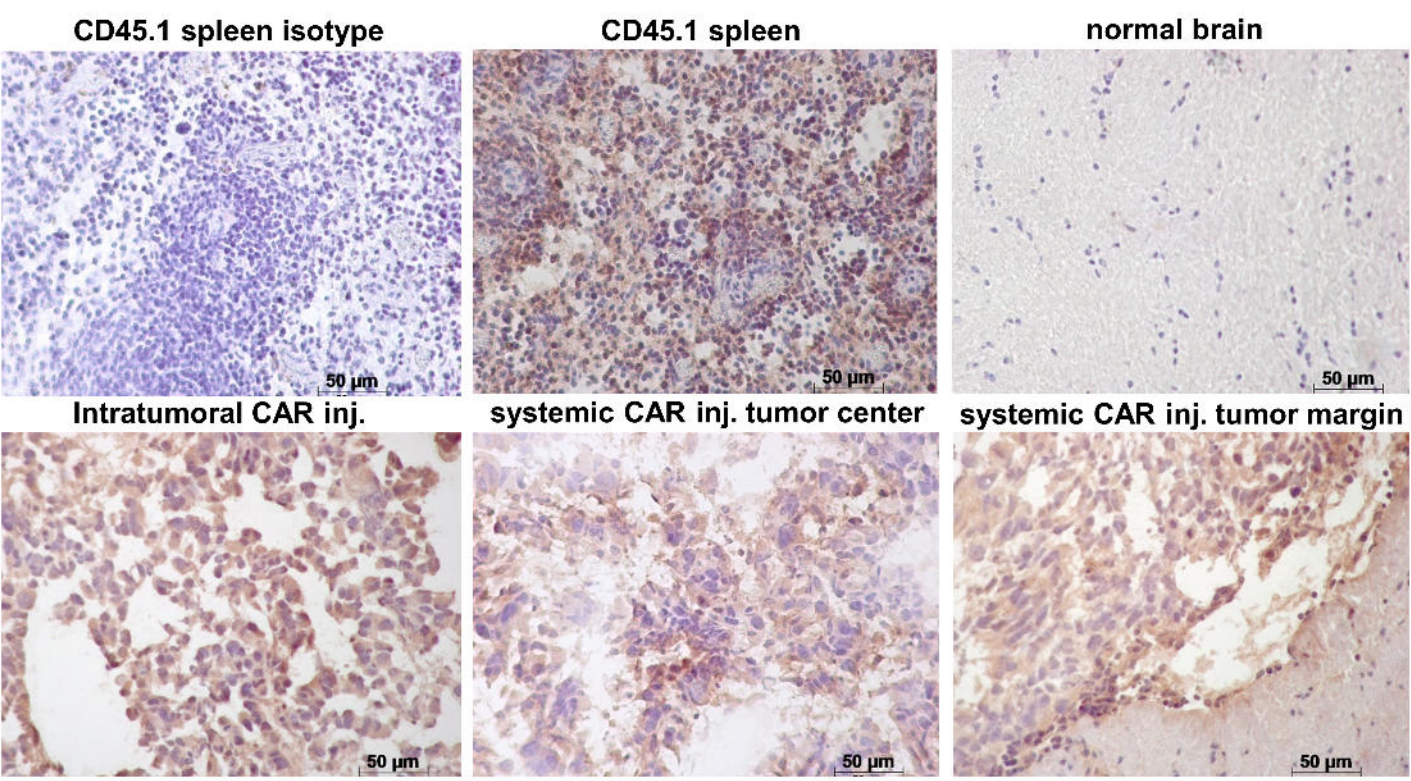 CD45.1 spleen isotype
CD45.1 spleen
normal brain
50 µm
50 µm
50 µm
Intratumoral CAR inj.
systemic CAR inj. tumor center
systemic CAR inj. tumor margin
50 µm
50 µm
50 µm